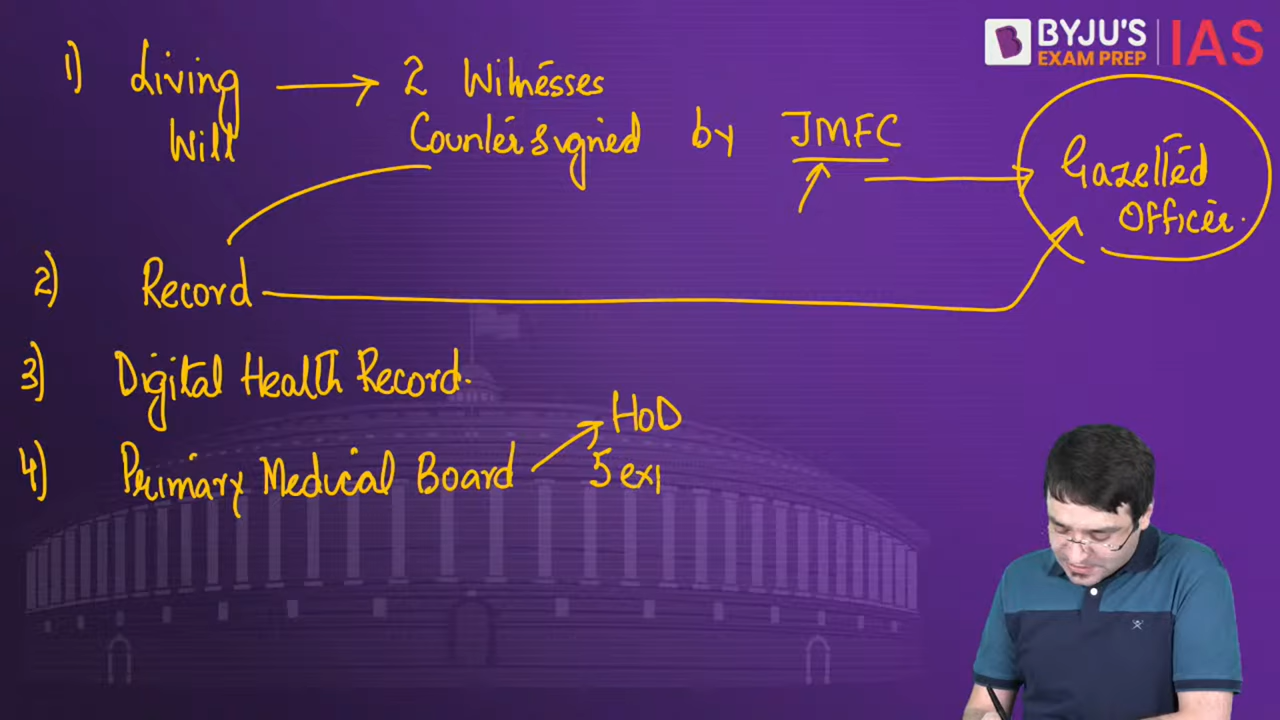 BYJU'S
EXAM PREP
IAS
1) Living Will → 2 Witnesses
Countersigned by JMFC
Gazetted Officer.
2) Record
3) Digital Health Record.
4) Primary Medical Board → HoD
5 exp